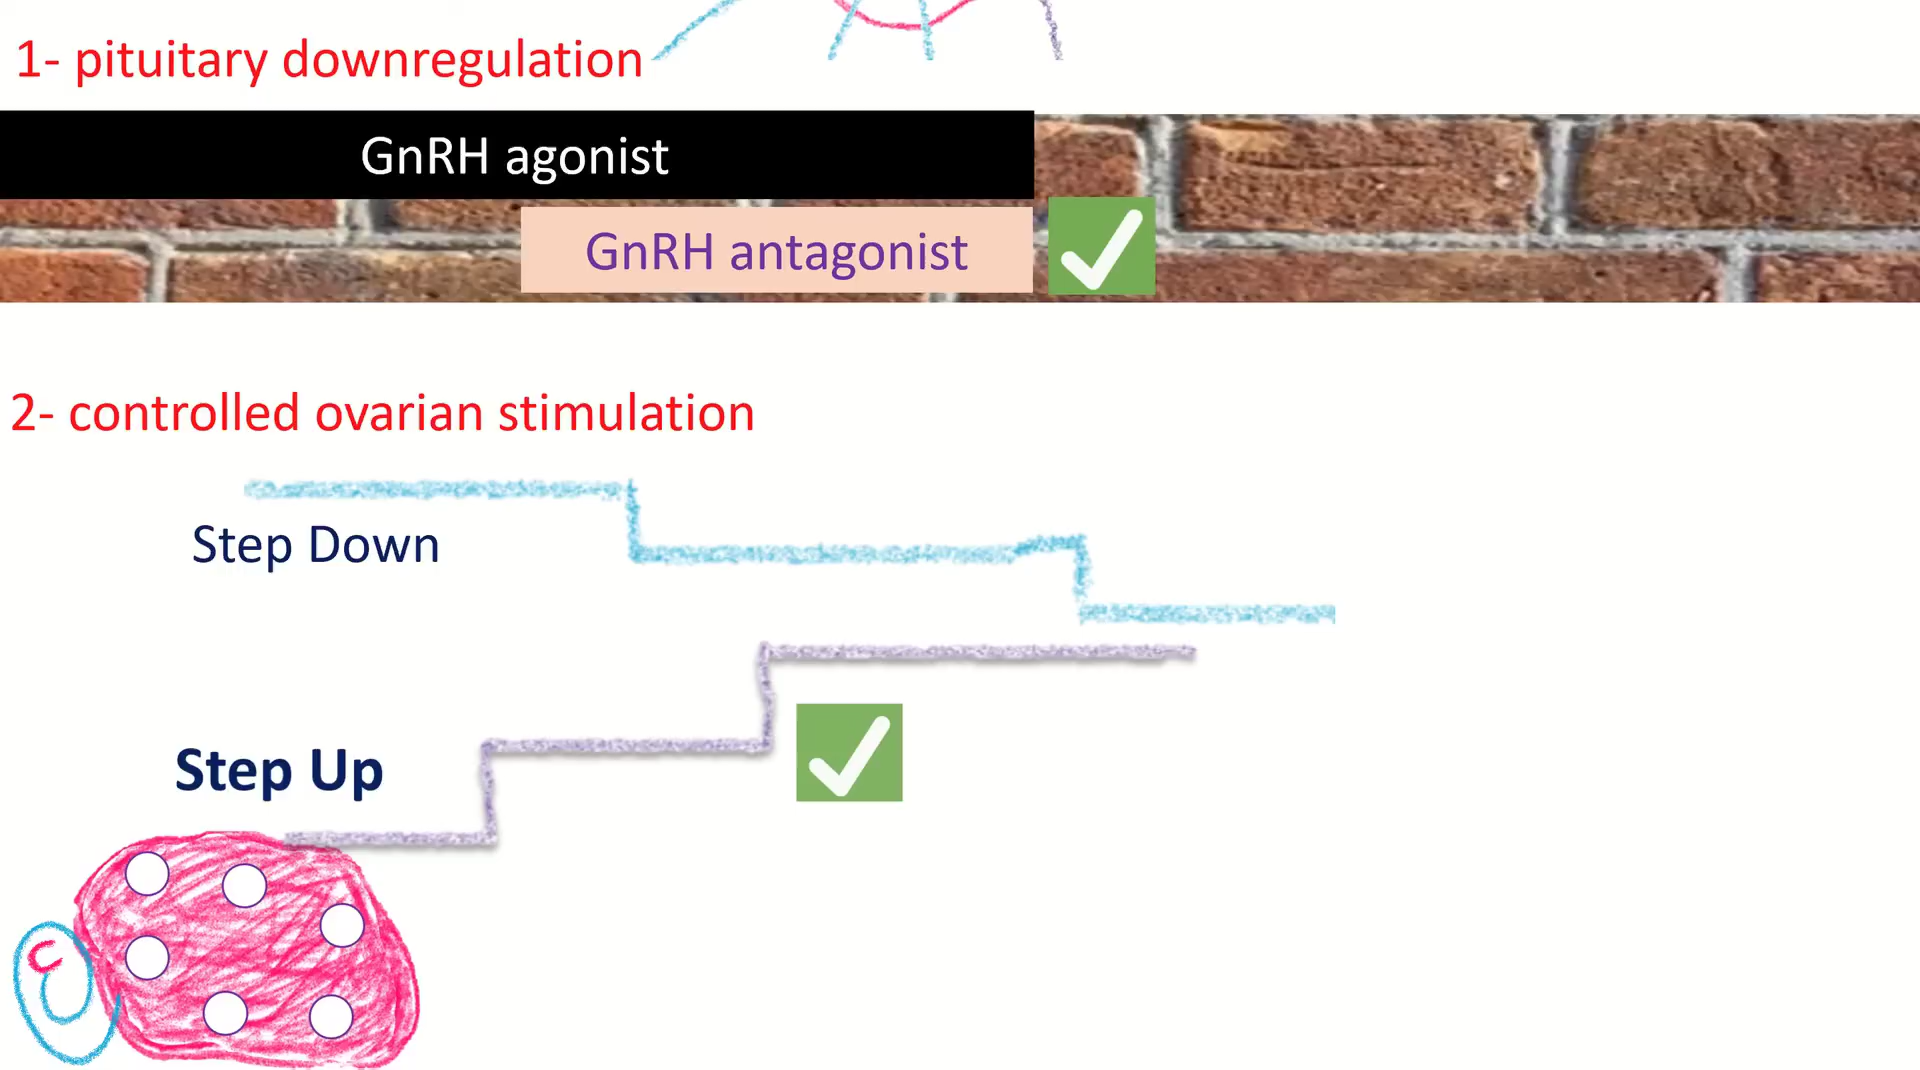 1- pituitary downregulation
GnRH agonist
GnRH antagonist
2- controlled ovarian stimulation
Step Down
Step Up